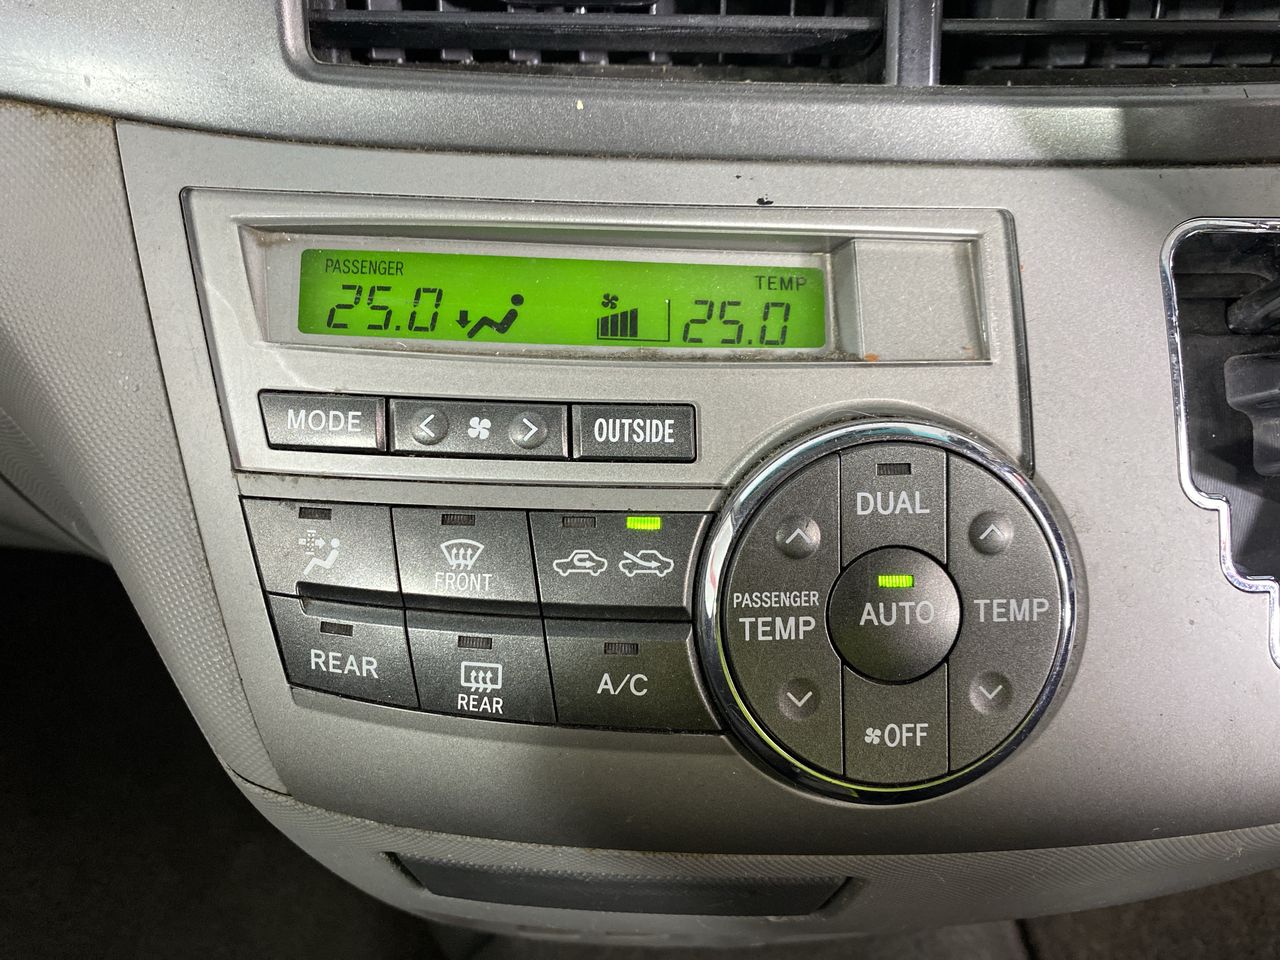 PASSENGER
TEMP
25.0
25.0
MODE
OUTSIDE
DUAL
FRONT
PASSENGER
TEMP
AUTO
TEMP
REAR
REAR
A/C
OFF